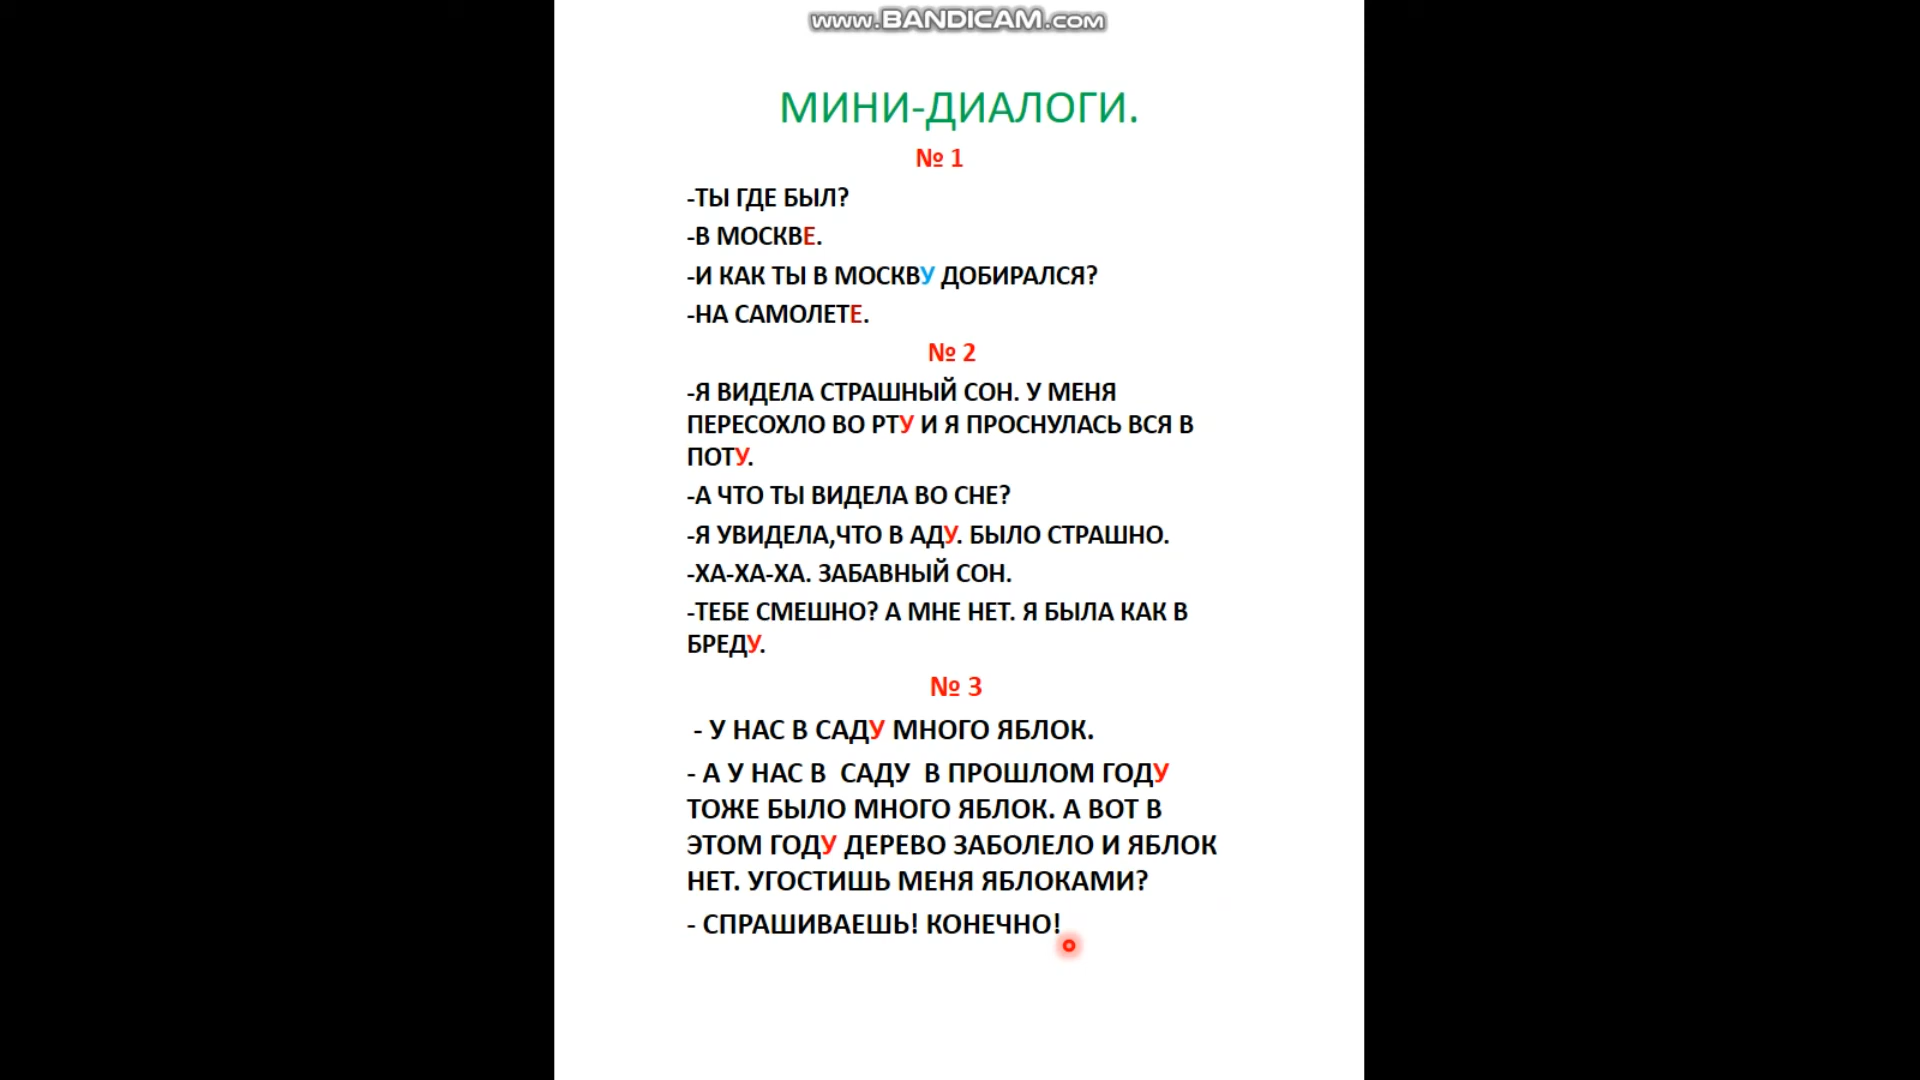 www.BANDICAM.com
МИНИ-ДИАЛОГИ.
№ 1
-ТЫ ГДЕ БЫЛ?
-В МОСКВЕ.
-И КАК ТЫ В МОСКВУ ДОБИРАЛСЯ?
-НА САМОЛЕТЕ.
№ 2
-Я ВИДЕЛА СТРАШНЫЙ СОН. У МЕНЯ
ПЕРЕСОХЛО ВО РТУ И Я ПРОСНУЛАСЬ ВСЯ В
ПОТУ.
-А ЧТО ТЫ ВИДЕЛА ВО СНЕ?
-Я УВИДЕЛА,ЧТО В АДУ. БЫЛО СТРАШНО.
-ХА-ХА-ХА. ЗАБАВНЫЙ СОН.
-ТЕБЕ СМЕШНО? А МНЕ НЕТ. Я БЫЛА КАК В
БРЕДУ.
№ 3
- У НАС В САДУ МНОГО ЯБЛОК.
- А У НАС В  САДУ  В ПРОШЛОМ ГОДУ
ТОЖЕ БЫЛО МНОГО ЯБЛОК. А ВОТ В
ЭТОМ ГОДУ ДЕРЕВО ЗАБОЛЕЛО И ЯБЛОК
НЕТ. УГОСТИШЬ МЕНЯ ЯБЛОКАМИ?
- СПРАШИВАЕШЬ! КОНЕЧНО!